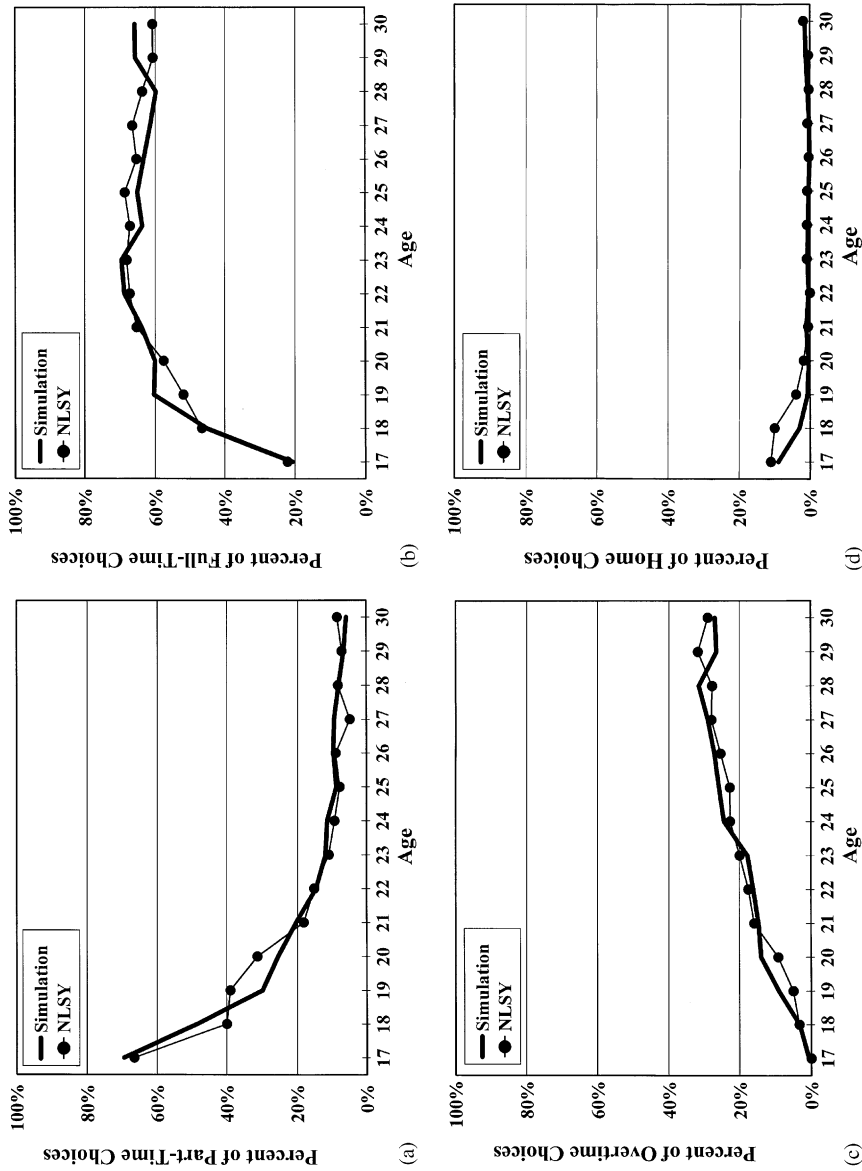 (a)
Percent of Part-Time Choices
100%
80%
60%
40%
20%
0%
Simulation
NLSY
17 18 19 20 21 22 23 24 25 26 27 28 29 30
Age
(b)
Percent of Full-Time Choices
100%
80%
60%
40%
20%
0%
Simulation
NLSY
17 18 19 20 21 22 23 24 25 26 27 28 29 30
Age
(c)
Percent of Overtime Choices
100%
80%
60%
40%
20%
0%
Simulation
NLSY
17 18 19 20 21 22 23 24 25 26 27 28 29 30
Age
(d)
Percent of Home Choices
100%
80%
60%
40%
20%
0%
Simulation
NLSY
17 18 19 20 21 22 23 24 25 26 27 28 29 30
Age